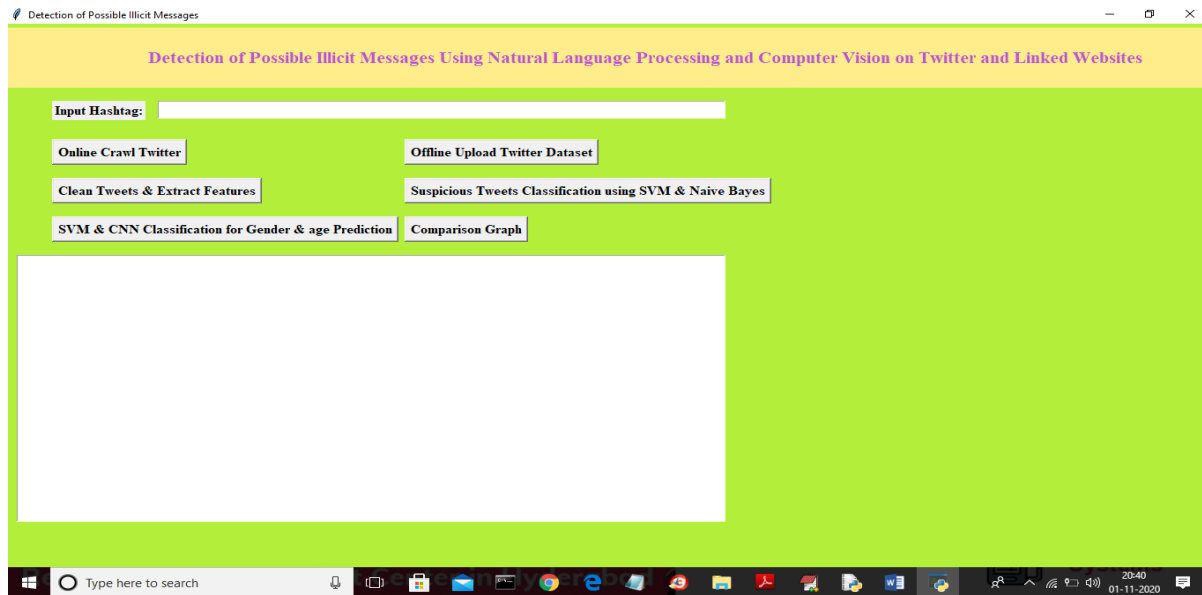 Detection of Possible Illicit Messages
Detection of Possible Illicit Messages Using Natural Language Processing and Computer Vision on Twitter and Linked Websites
Input Hashtag:
Online Crawl Twitter
Offline Upload Twitter Dataset
Clean Tweets & Extract Features
Suspicious Tweets Classification using SVM & Naive Bayes
SVM & CNN Classification for Gender & age Prediction
Comparison Graph
Type here to search
20:40
01-11-2020